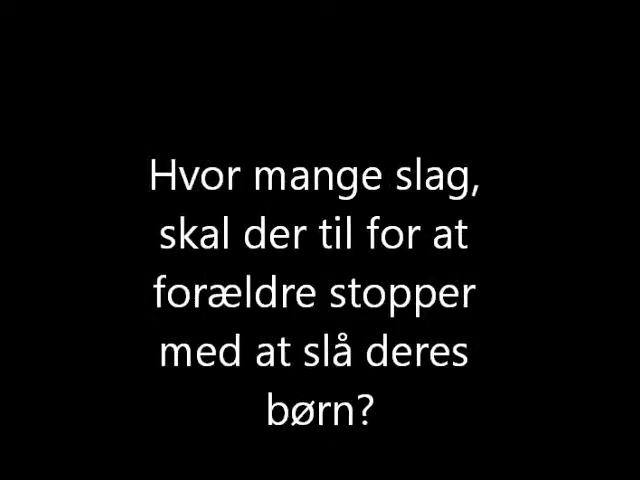 Hvor mange slag,
skal der til for at
forældre stopper
med at slå deres
børn?